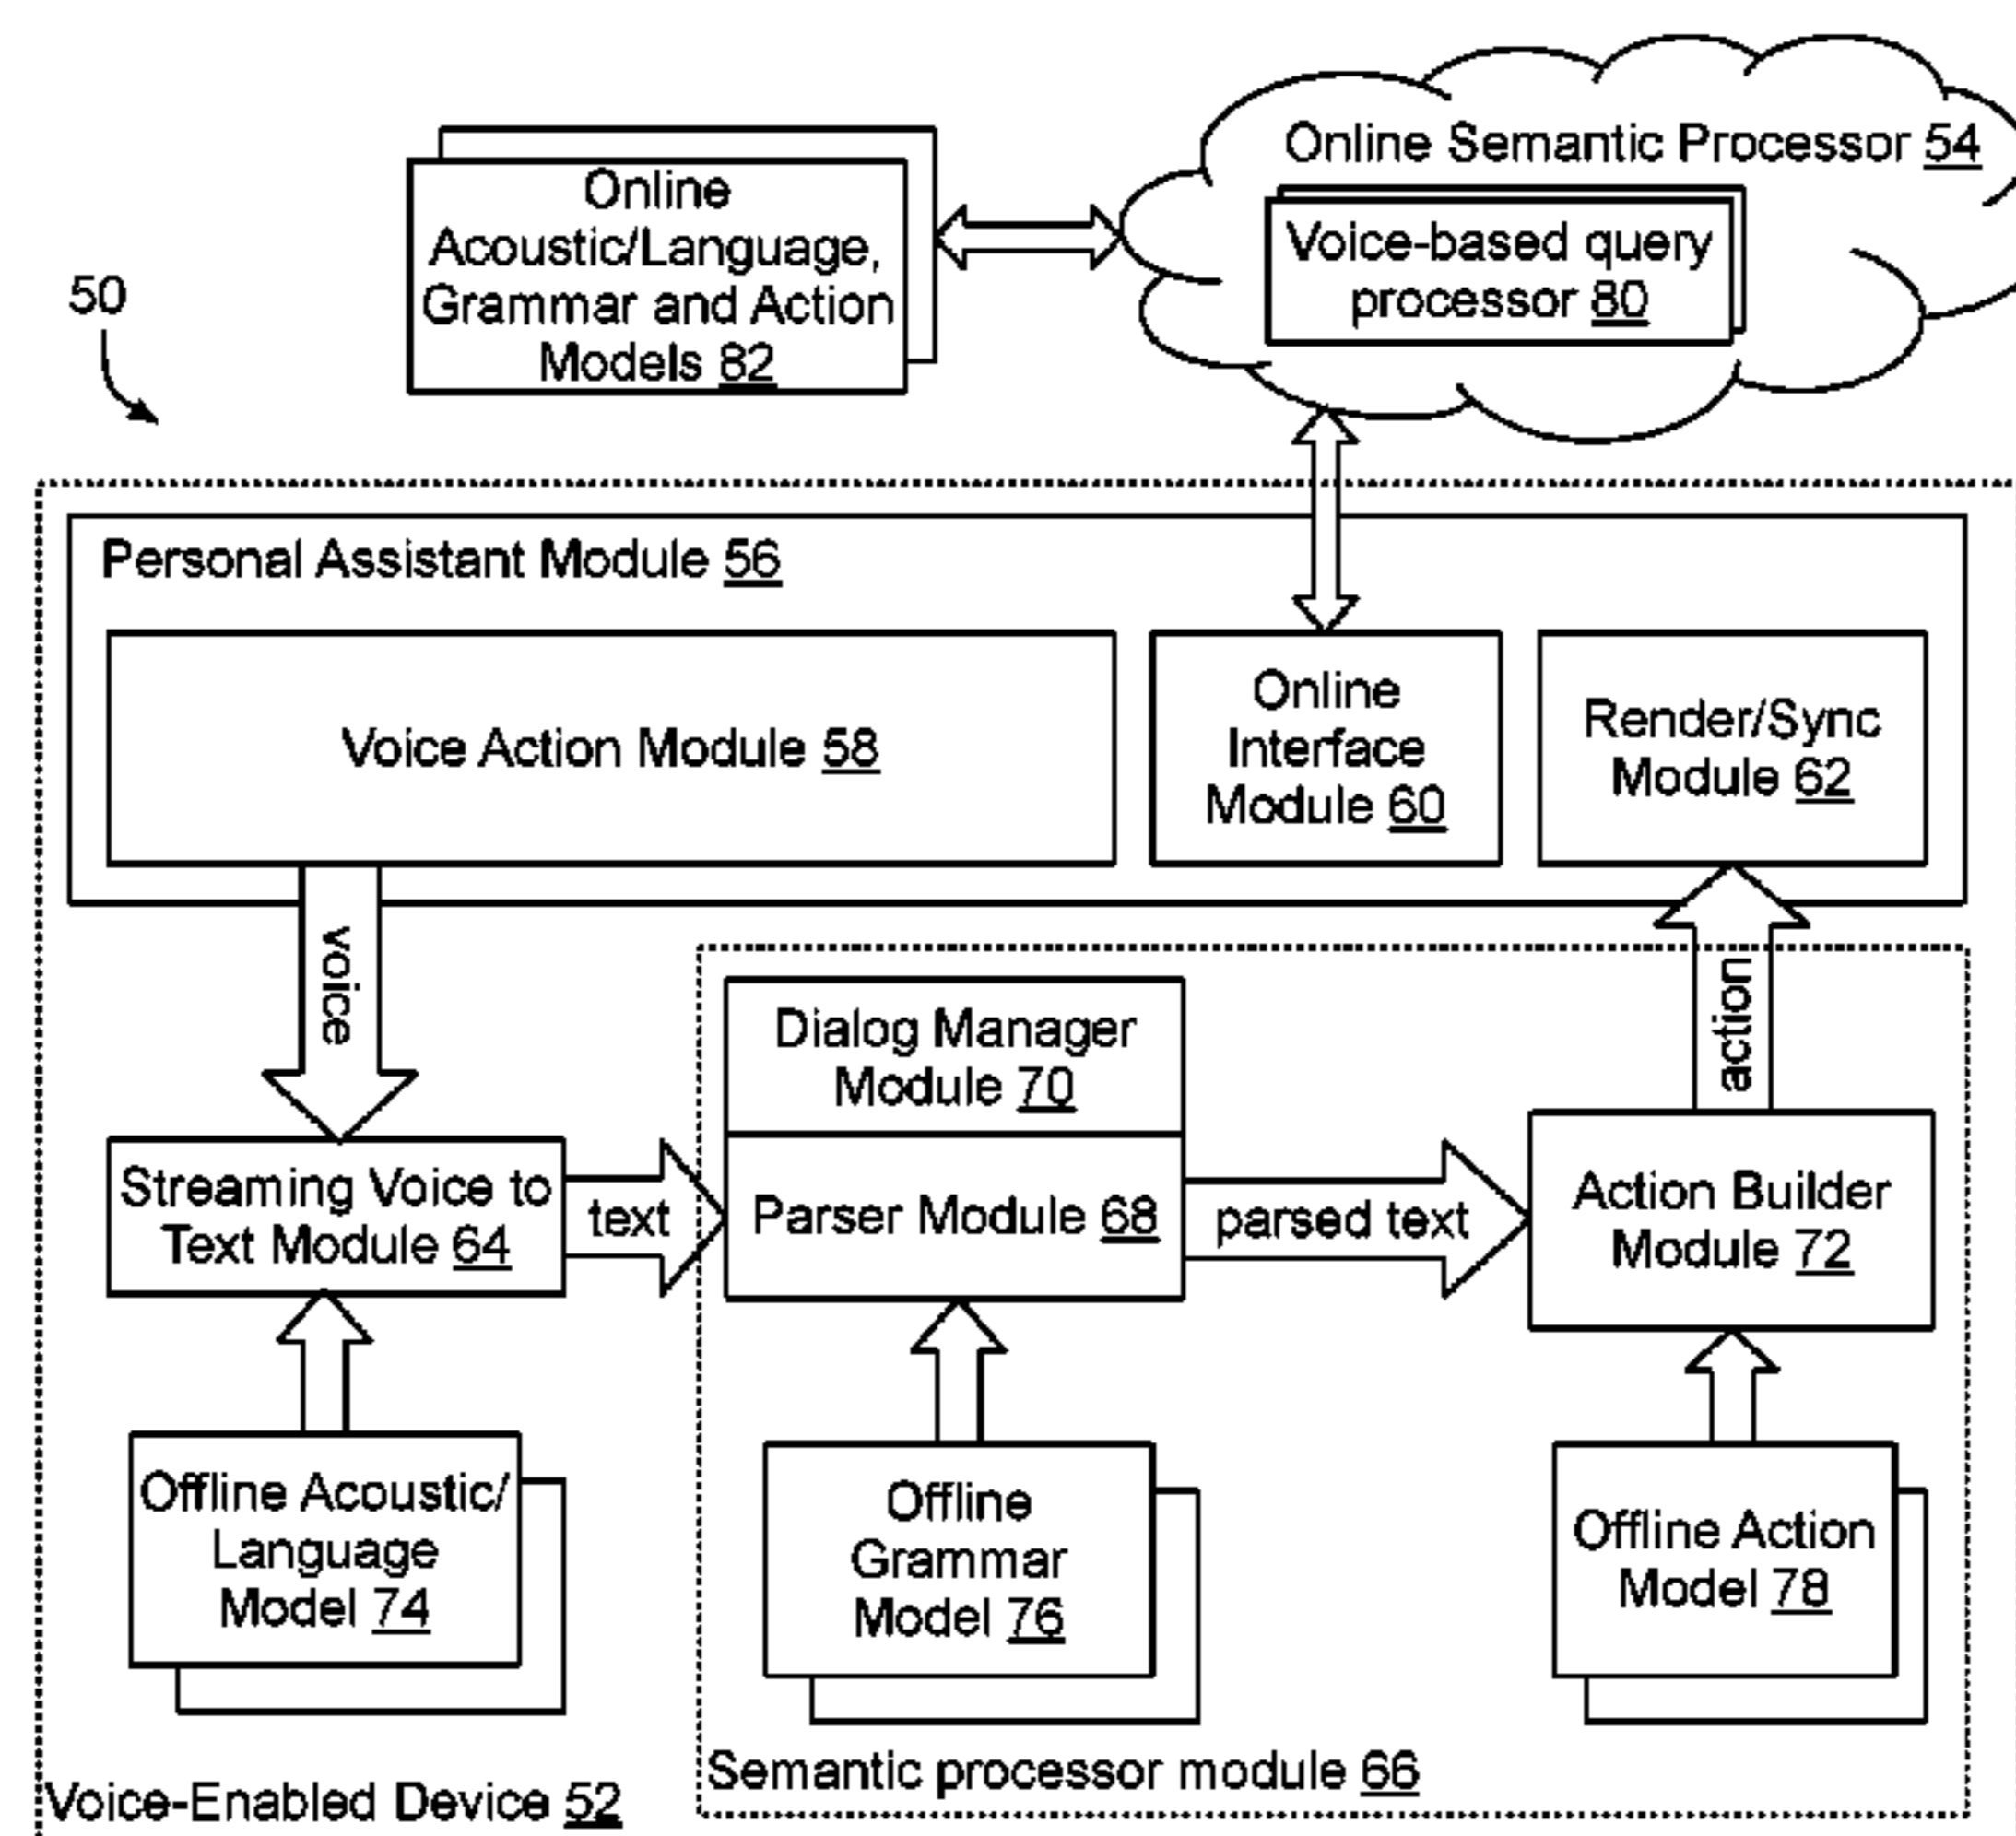 Online Semantic Processor 54
Voice-based query
processor 80
Online
Acoustic/Language,
Grammar and Action
Models 82
50
Personal Assistant Module 56
Voice Action Module 58
Online
Interface
Module 60
Render/Sync
Module 62
voice
action
Dialog Manager
Module 70
Streaming Voice to
Text Module 64
text
Parser Module 68
parsed text
Action Builder
Module 72
Offline Acoustic/
Language
Model 74
Offline
Grammar
Model 76
Offline Action
Model 78
Semantic processor module 66
Voice-Enabled Device 52